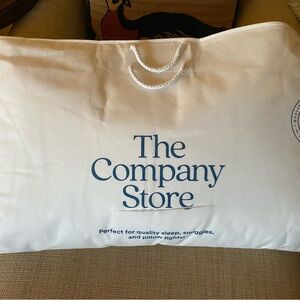 The
Company
Store
Perfect for quality sleep, snuggles,
and pillow fights!